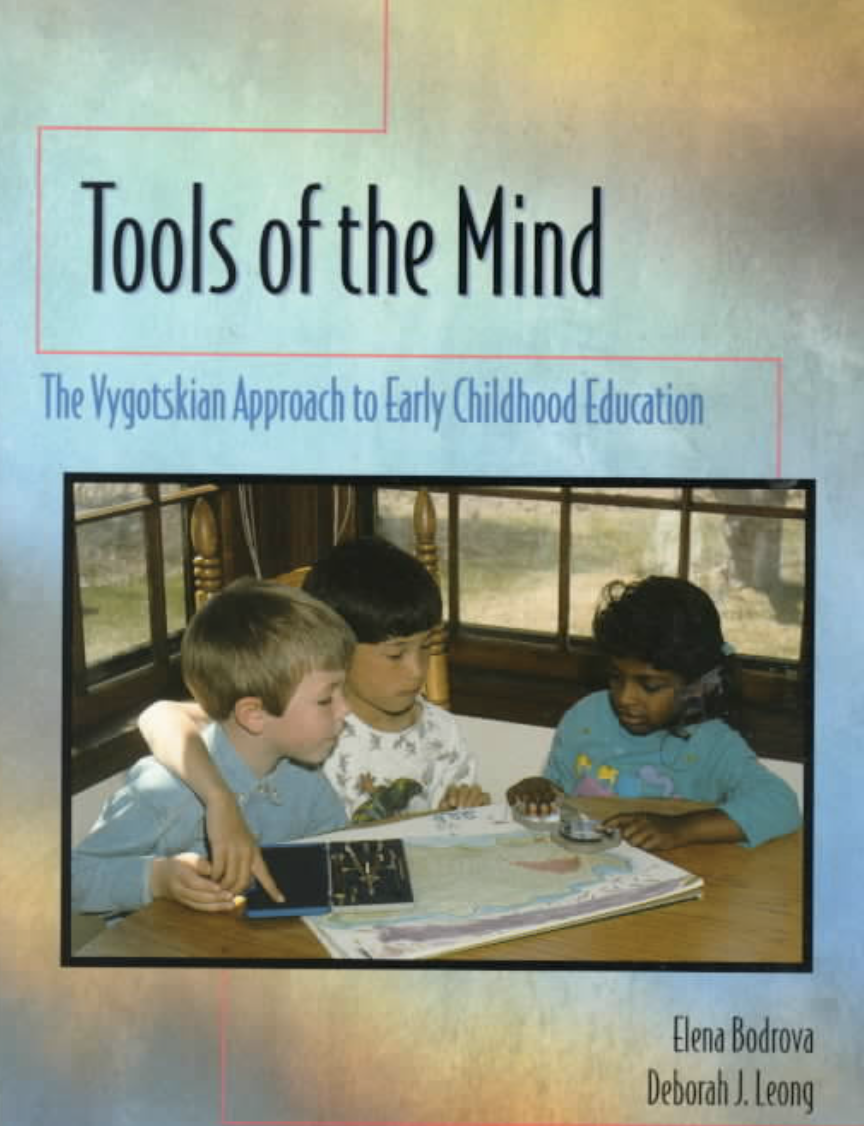 Tools of the Mind
The Vygotskian Approach to Early Childhood Education
Elena Bodrova
Deborah J. Leong